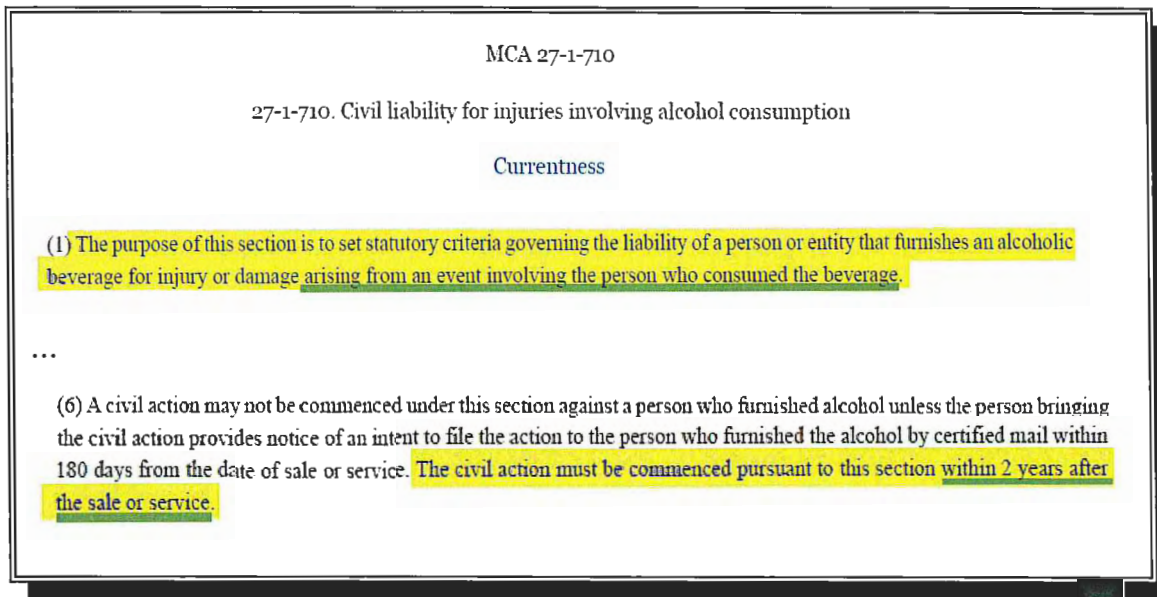 MCA 27-1-710
27-1-710. Civil liability for injuries involving alcohol consumption
Currentness
(1) The purpose of this section is to set statutory criteria governing the liability of a person or entity that furnishes an alcoholic
beverage for injury or damage arising from an event involving the person who consumed the beverage.
...
(6) A civil action may not be commenced under this section against a person who furnished alcohol unless the person bringing
the civil action provides notice of an intent to file the action to the person who furnished the alcohol by certified mail within
180 days from the date of sale or service. The civil action must be commenced pursuant to this section within 2 years after
the sale or service.